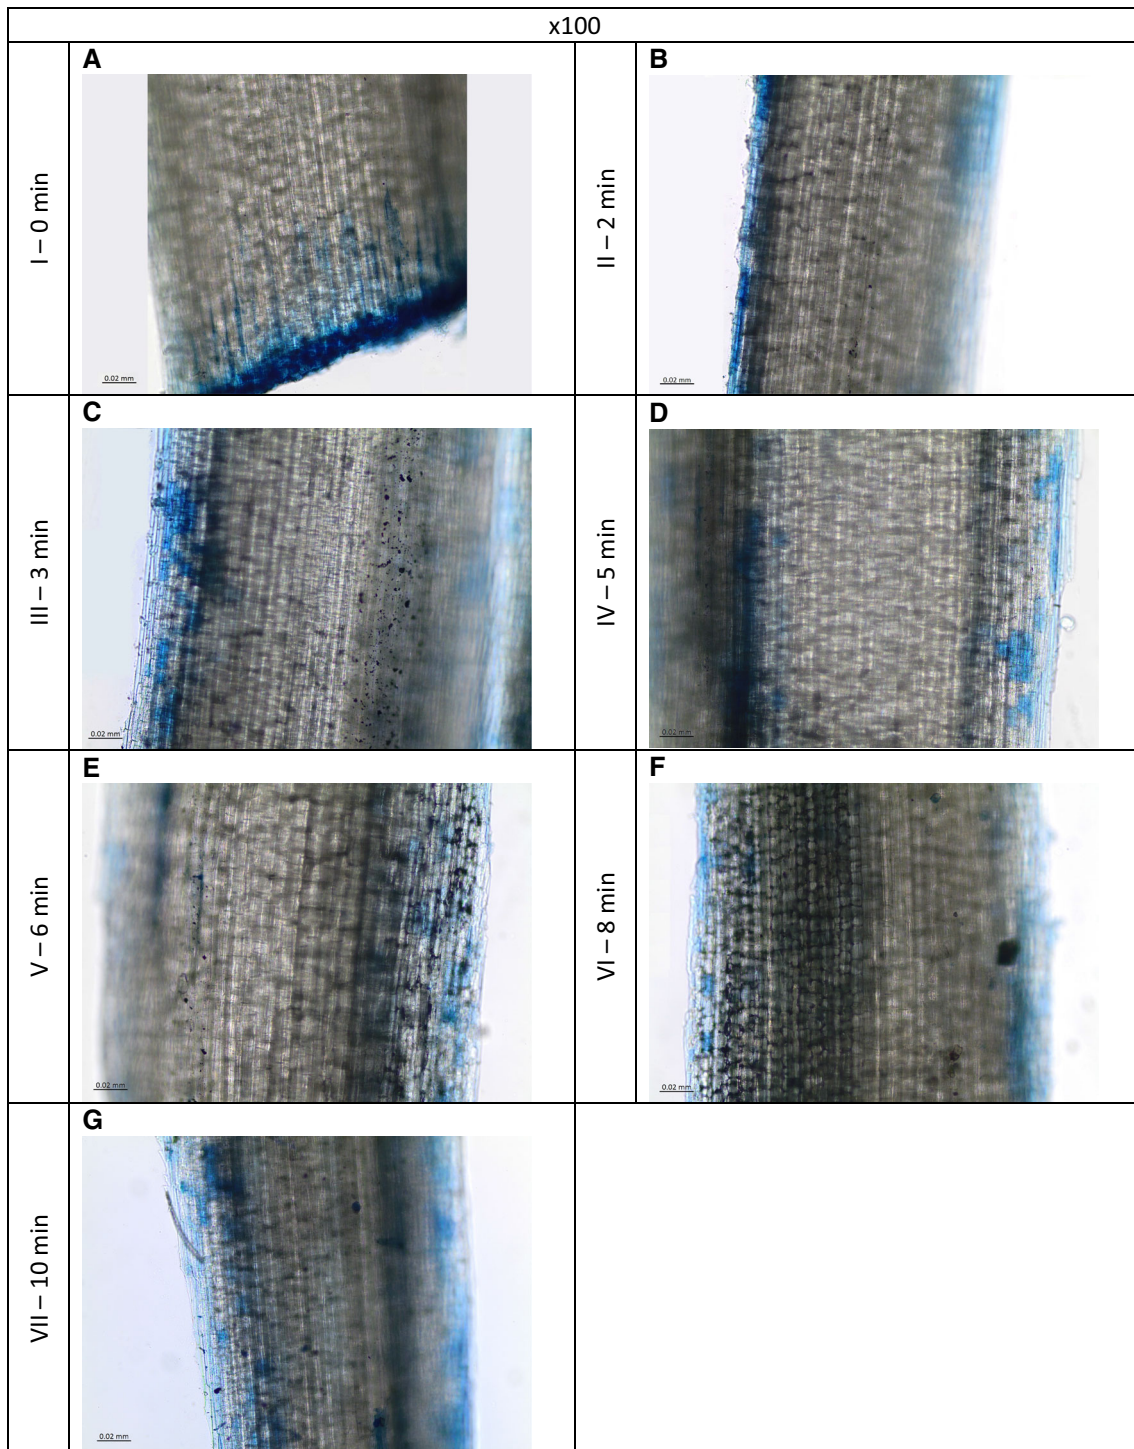 x100
A
I – 0 min
0.02 mm
B
II – 2 min
0.02 mm
C
III – 3 min
0.02 mm
D
IV – 5 min
0.02 mm
E
V – 6 min
0.02 mm
F
VI – 8 min
0.02 mm
G
VII – 10 min
0.02 mm